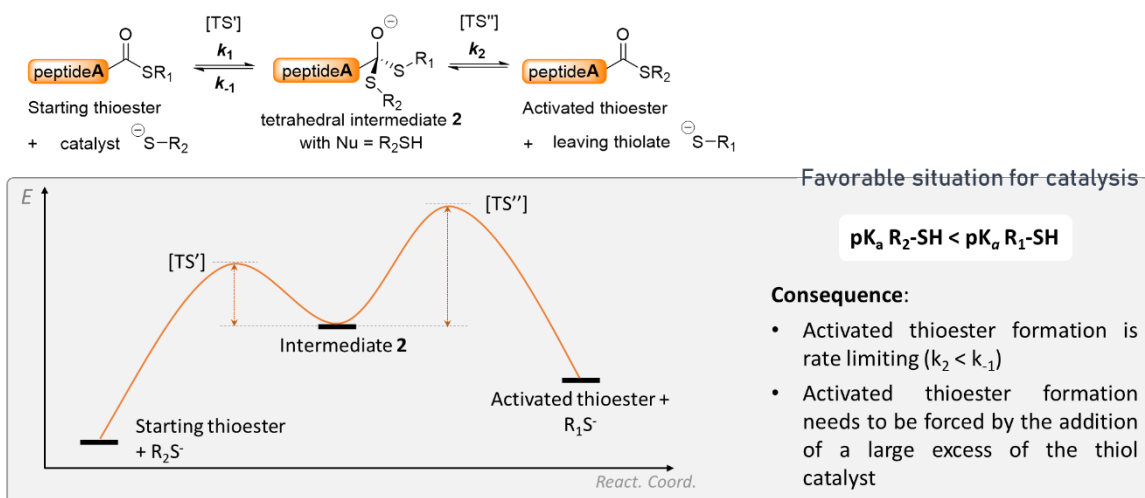 [TS'] [TS'']
O O ⊖ O
peptideA SR₁ k₁ peptideA S R₁ k₂ peptideA SR₂
k₋₁ S
R₂
Starting thioester tetrahedral intermediate 2 Activated thioester
+ catalyst ⊖ S–R₂ with Nu = R₂SH + leaving thiolate ⊖ S–R₁
Favorable situation for catalysis
E
[TS'']
[TS']
Intermediate 2
Activated thioester +
R₁S⁻
Starting thioester
+ R₂S⁻
React. Coord.
pKₐ R₂-SH < pKₐ R₁-SH
Consequence:
• Activated thioester formation is
rate limiting (k₂ < k₋₁)
• Activated thioester formation
needs to be forced by the addition
of a large excess of the thiol
catalyst